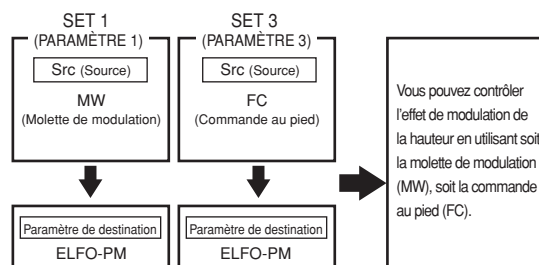 SET 1
(PARAMÈTRE 1)
Src (Source)
MW
(Molette de modulation)
Paramètre de destination
ELFO-PM
SET 3
(PARAMÈTRE 3)
Src (Source)
FC
(Commande au pied)
Paramètre de destination
ELFO-PM
Vous pouvez contrôler
l'effet de modulation de
la hauteur en utilisant soit
la molette de modulation
(MW), soit la commande
au pied (FC).